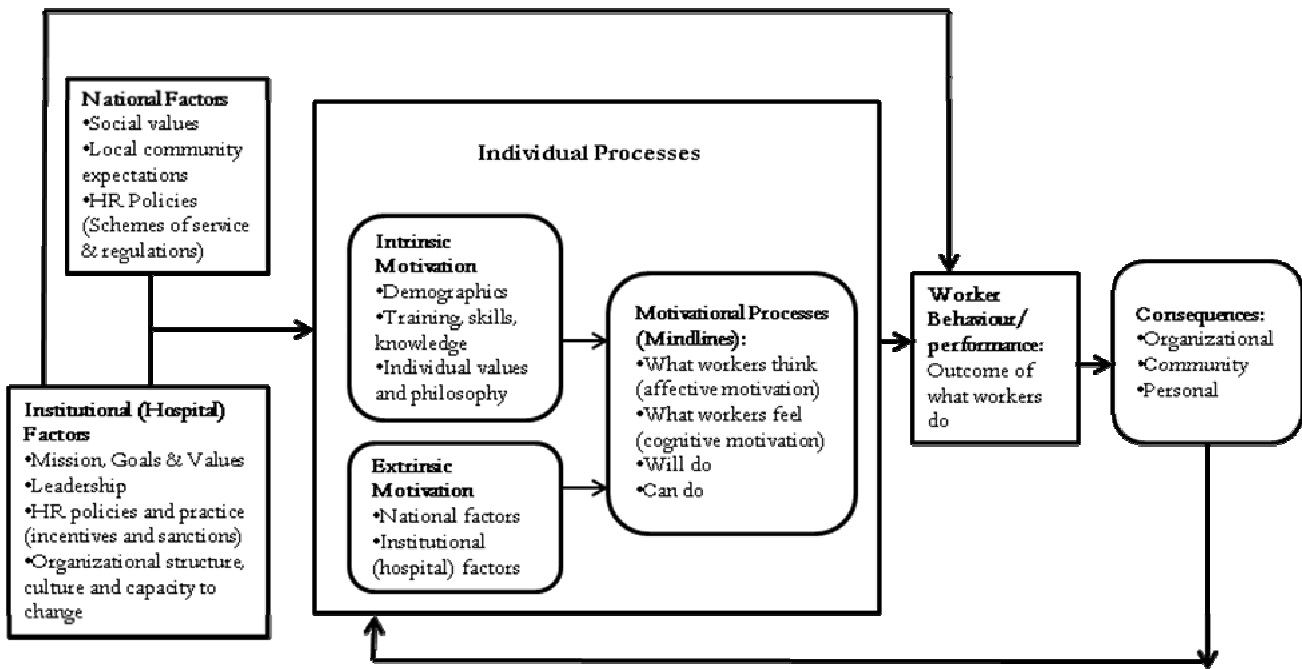 National Factors
•Social values
•Local community
expectations
•HR Policies
(Schemes of service
& regulations)
Institutional (Hospital)
Factors
•Mission, Goals & Values
•Leadership
•HR policies and practice
(incentives and sanctions)
•Organizational structure,
culture and capacity to
change
Individual Processes
Intrinsic
Motivation
•Demographics
•Training, skills,
knowledge
•Individual values
and philosophy
Extrinsic
Motivation
•National factors
•Institutional
(hospital) factors
Motivational Processes
(Mindlines):
•What workers think
(affective motivation)
•What workers feel
(cognitive motivation)
•Will do
•Can do
Worker
Behaviour/
performance:
Outcome of
what workers
do
Consequences:
•Organizational
•Community
•Personal